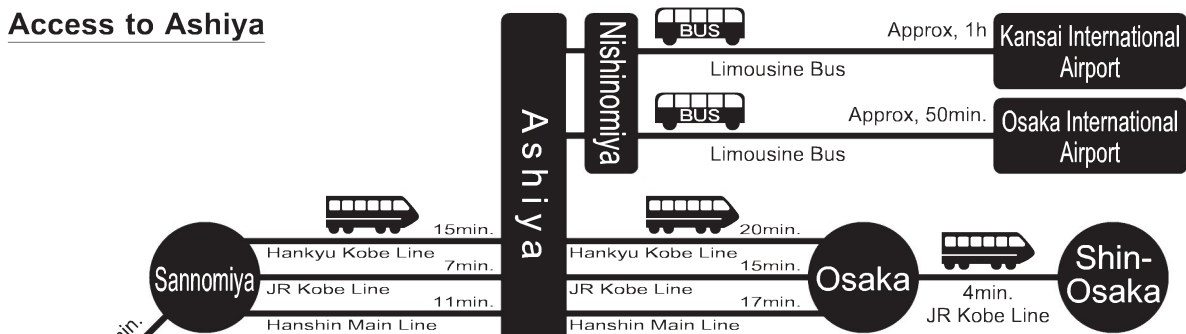 Access to Ashiya
Ashiya
Nishinomiya
BUS
Approx, 1h
Limousine Bus
Kansai International
Airport
BUS
Approx, 50min.
Limousine Bus
Osaka International
Airport
Sannomiya
15min.
Hankyu Kobe Line
7min.
JR Kobe Line
11min.
Hanshin Main Line
20min.
Hankyu Kobe Line
15min.
JR Kobe Line
17min.
Hanshin Main Line
Osaka
4min.
JR Kobe Line
Shin-
Osaka